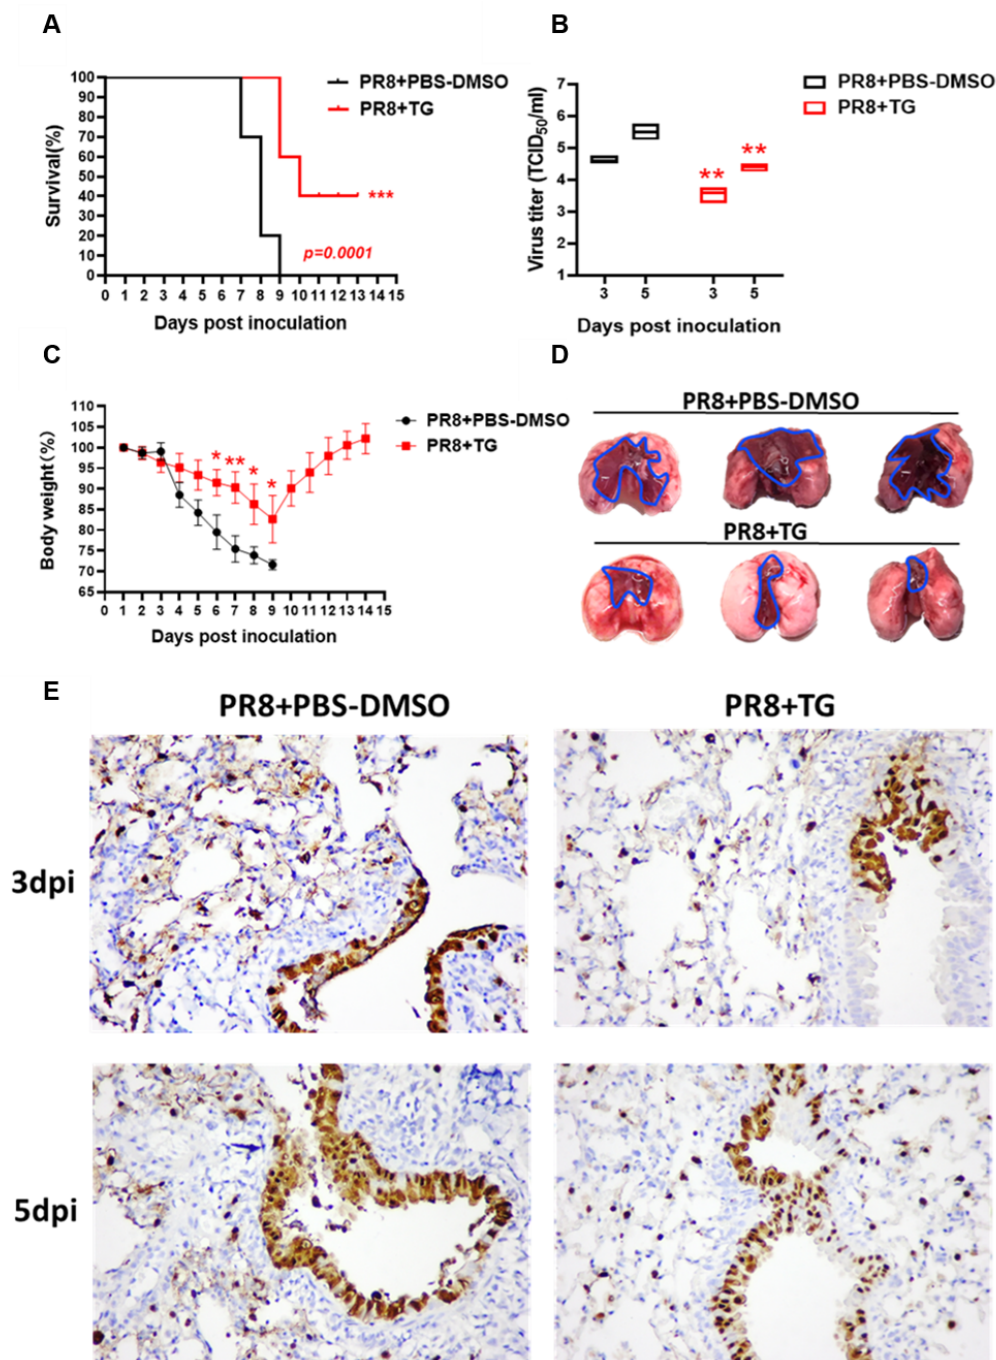 A
Survival(%)
100
90
80
70
60
50
40
30
20
10
0
PR8+PBS-DMSO
PR8+TG
***
p=0.0001
0 1 2 3 4 5 6 7 8 9 10 11 12 13 14 15
Days post inoculation
B
Virus titer (TCID50/ml)
7
6
5
4
3
2
1
PR8+PBS-DMSO
PR8+TG
**
**
3 5 3 5
Days post inoculation
C
Body weight(%)
110
105
100
95
90
85
80
75
70
65
PR8+PBS-DMSO
PR8+TG
* ** * *
1 2 3 4 5 6 7 8 9 10 11 12 13 14 15
Days post inoculation
D
PR8+PBS-DMSO
PR8+TG
E
PR8+PBS-DMSO PR8+TG
3dpi
5dpi